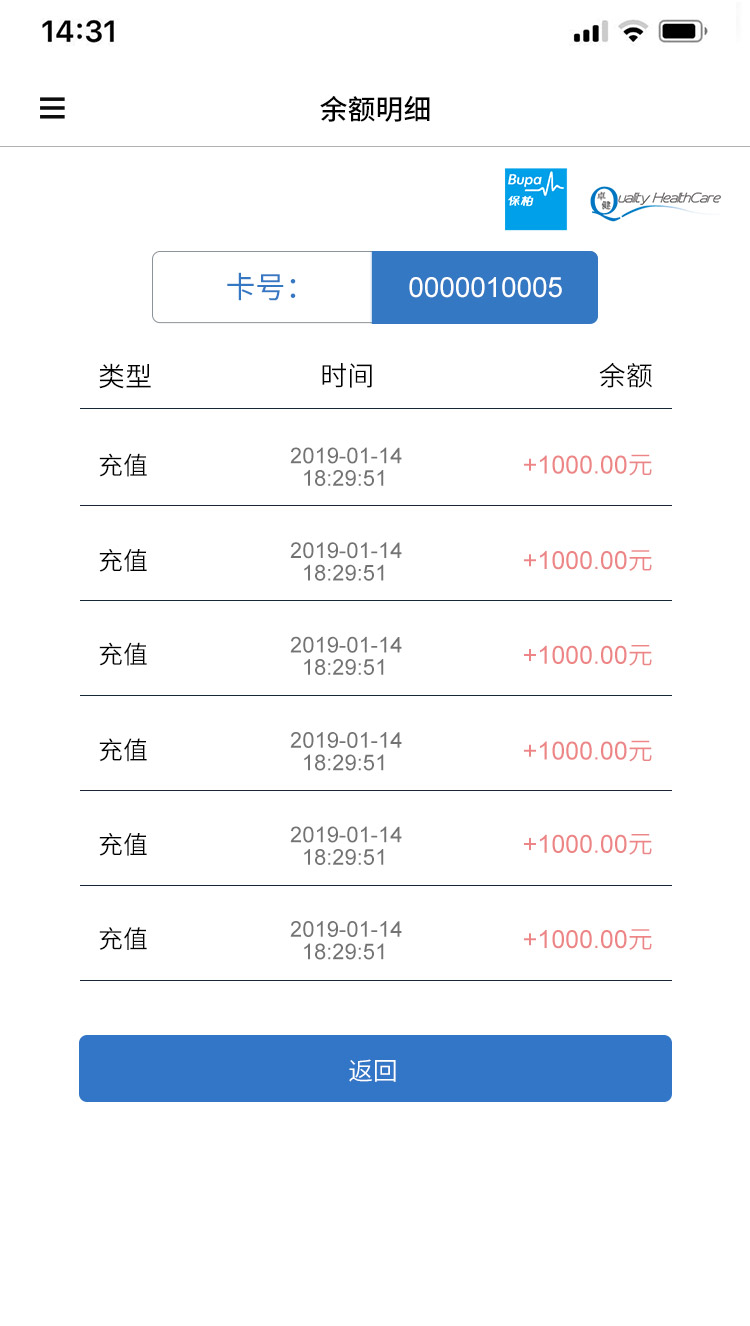 14:31
余额明细
Bupa
保柏
卓健
Quality HealthCare
卡号：
0000010005
类型 时间 余额
充值 2019-01-14 18:29:51 +1000.00元
充值 2019-01-14 18:29:51 +1000.00元
充值 2019-01-14 18:29:51 +1000.00元
充值 2019-01-14 18:29:51 +1000.00元
充值 2019-01-14 18:29:51 +1000.00元
充值 2019-01-14 18:29:51 +1000.00元
返回